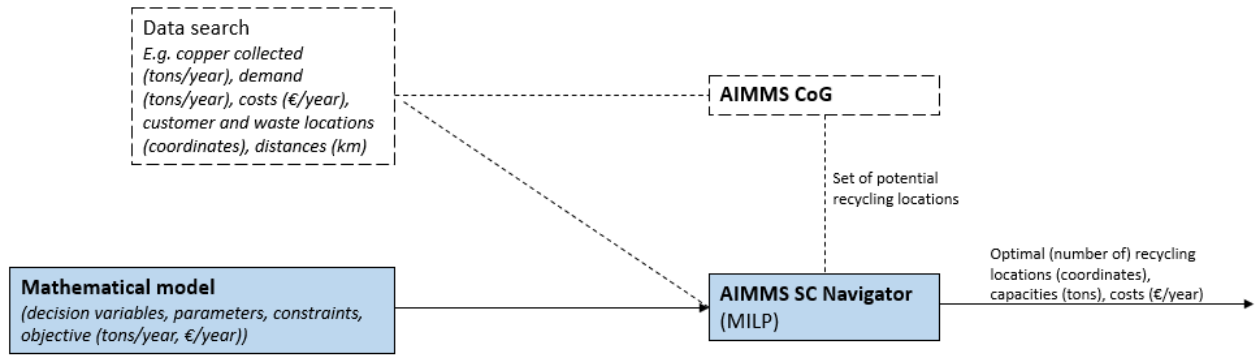 Data search
E.g. copper collected
(tons/year), demand
(tons/year), costs (€/year),
customer and waste locations
(coordinates), distances (km)
AIMMS CoG
Set of potential
recycling locations
Mathematical model
(decision variables, parameters, constraints,
objective (tons/year, €/year))
AIMMS SC Navigator
(MILP)
Optimal (number of) recycling
locations (coordinates),
capacities (tons), costs (€/year)